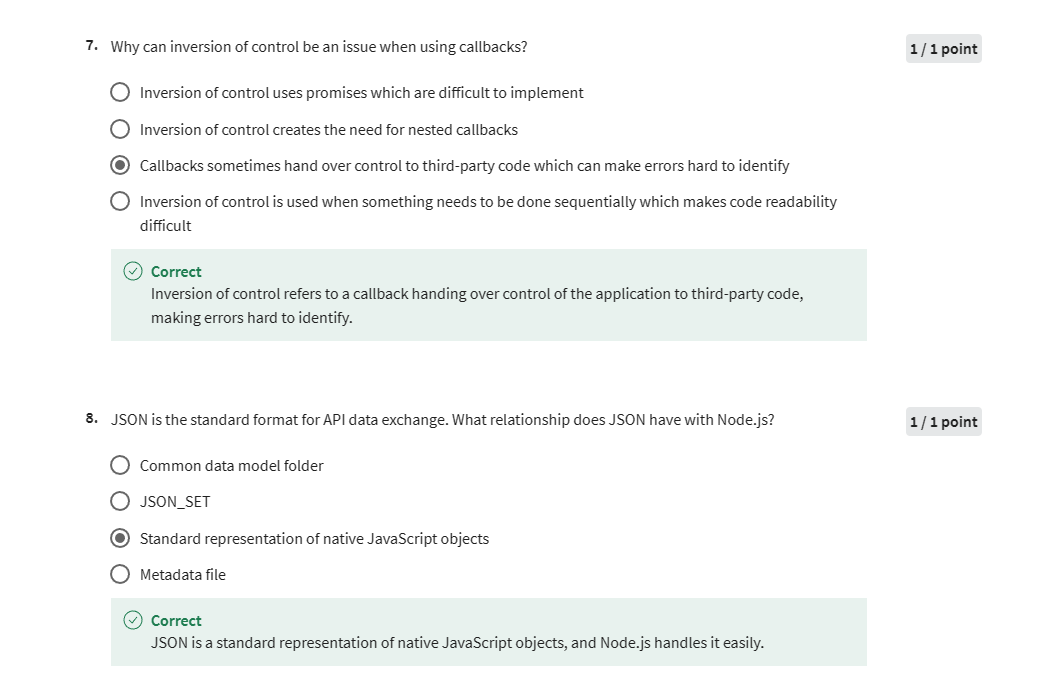 7. Why can inversion of control be an issue when using callbacks?
1 / 1 point
Inversion of control uses promises which are difficult to implement
Inversion of control creates the need for nested callbacks
Callbacks sometimes hand over control to third-party code which can make errors hard to identify
Inversion of control is used when something needs to be done sequentially which makes code readability
difficult
Correct
Inversion of control refers to a callback handing over control of the application to third-party code,
making errors hard to identify.
8. JSON is the standard format for API data exchange. What relationship does JSON have with Node.js?
1 / 1 point
Common data model folder
JSON_SET
Standard representation of native JavaScript objects
Metadata file
Correct
JSON is a standard representation of native JavaScript objects, and Node.js handles it easily.